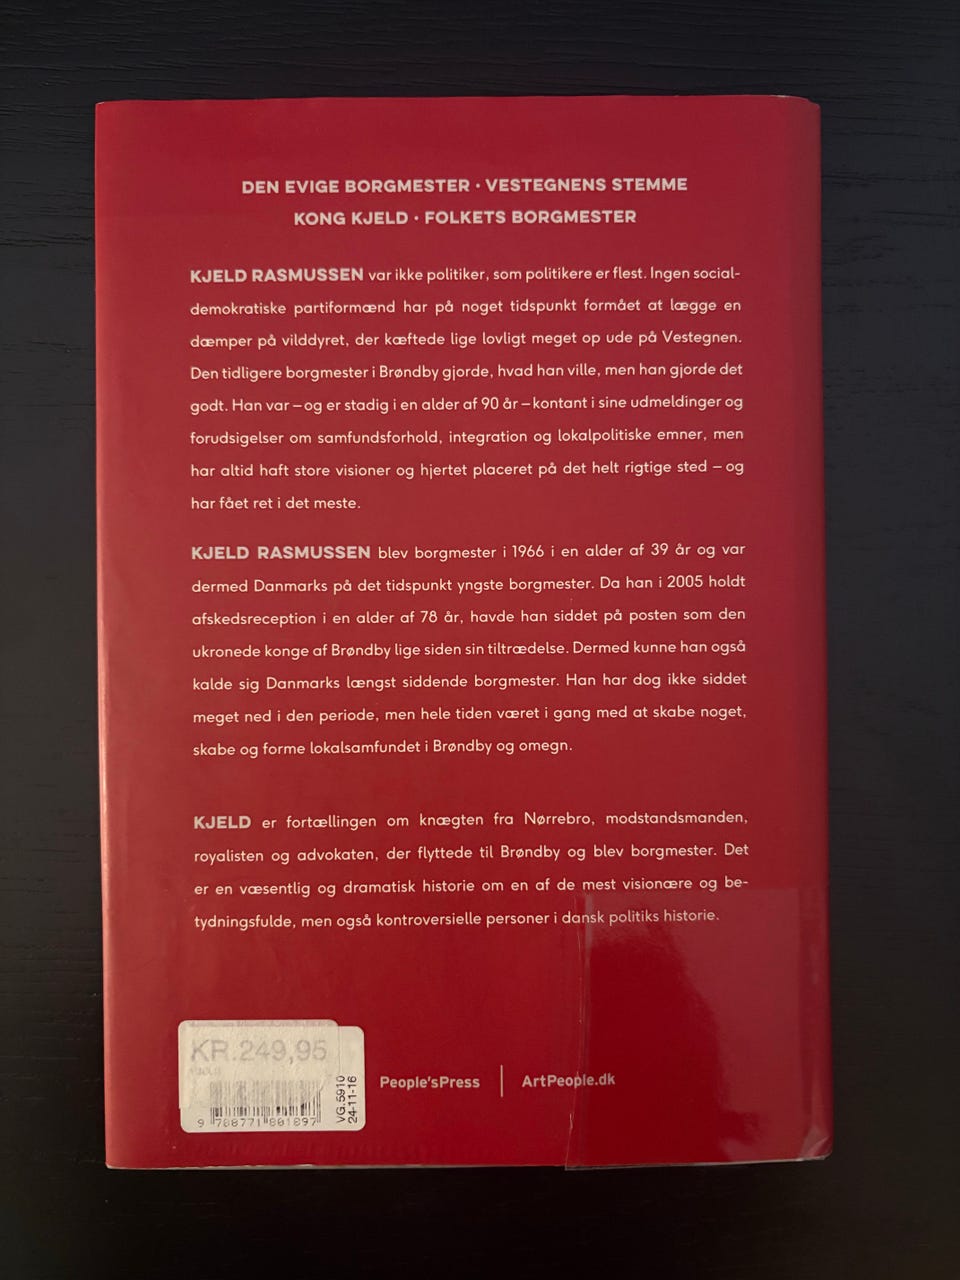 DEN EVIGE BORGMESTER · VESTEGNENS STEMME
KONG KJELD · FOLKETS BORGMESTER
KJELD RASMUSSEN var ikke politiker, som politikere er flest. Ingen social-
demokratiske partiformænd har på noget tidspunkt formået at lægge en
dæmper på vilddyret, der kæftede lige lovligt meget op ude på Vestegnen.
Den tidligere borgmester i Brøndby gjorde, hvad han ville, men han gjorde det
godt. Han var – og er stadig i en alder af 90 år – kontant i sine udmeldinger og
forudsigelser om samfundsforhold, integration og lokalpolitiske emner, men
har altid haft store visioner og hjertet placeret på det helt rigtige sted – og
har fået ret i det meste.
KJELD RASMUSSEN blev borgmester i 1966 i en alder af 39 år og var
dermed Danmarks på det tidspunkt yngste borgmester. Da han i 2005 holdt
afskedsreception i en alder af 78 år, havde han siddet på posten som den
ukronede konge af Brøndby lige siden sin tiltrædelse. Dermed kunne han også
kalde sig Danmarks længst siddende borgmester. Han har dog ikke siddet
meget ned i den periode, men hele tiden været i gang med at skabe noget,
skabe og forme lokalsamfundet i Brøndby og omegn.
KJELD er fortællingen om knægten fra Nørrebro, modstandsmanden,
royalisten og advokaten, der flyttede til Brøndby og blev borgmester. Det
er en væsentlig og dramatisk historie om en af de mest visionære og be-
tydningsfulde, men også kontroversielle personer i dansk politiks historie.
KR.249,95
VG.5910
24-11-16
9 788771 801897
People'sPress | ArtPeople.dk